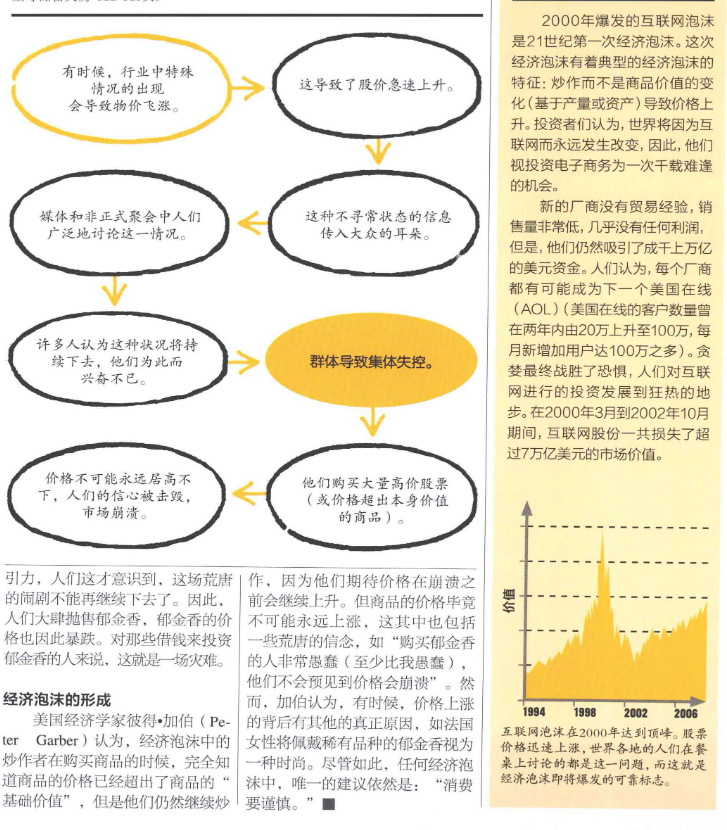 有时候，行业中特殊
情况的出现
会导致物价飞涨。
这导致了股价急速上升。
这种不寻常状态的信息
传入大众的耳朵。
媒体和非正式聚会中人们
广泛地讨论这一情况。
许多人认为这种状况将持
续下去，他们为此而
兴奋不已。
群体导致集体失控。
他们购买大量高价股票
（或价格超出本身价值
的商品）。
价格不可能永远居高不
下，人们的信心被击毁，
市场崩溃。
引力，人们这才意识到，这场荒唐
的闹剧不能再继续下去了。因此，
人们大肆抛售郁金香，郁金香的价
格也因此暴跌。对那些借钱来投资
郁金香的人来说，这就是一场灾难。
经济泡沫的形成
美国经济学家彼得•加伯（Pe-
ter Garber）认为，经济泡沫中的
炒作者在购买商品的时候，完全知
道商品的价格已经超出了商品的“
基础价值”，但是他们仍然继续炒
作，因为他们期待价格在崩溃之
前会继续上升。但商品的价格毕竟
不可能永远上涨，这其中也包括
一些荒唐的信念，如“购买郁金香
的人非常愚蠢（至少比我愚蠢），
他们不会预见到价格会崩溃”。然
而，加伯认为，有时候，价格上涨
的背后有其他的真正原因，如法国
女性将佩戴稀有品种的郁金香视为
一种时尚。尽管如此，任何经济泡
沫中，唯一的建议依然是：“消费
要谨慎。”
2000年爆发的互联网泡沫
是21世纪第一次经济泡沫。这次
经济泡沫有着典型的经济泡沫的
特征：炒作而不是商品价值的变
化（基于产量或资产）导致价格上
升。投资者们认为，世界将因为互
联网而永远发生改变，因此，他们
视投资电子商务为一次千载难逢
的机会。
新的厂商没有贸易经验，销
售量非常低，几乎没有任何利润，
但是，他们仍然吸引了成千上万亿
的美元资金。人们认为，每个厂商
都有可能成为下一个美国在线
（AOL）（美国在线的客户数量曾
在两年内由20万上升至100万，每
月新增加用户达100万之多）。贪
婪最终战胜了恐惧，人们对互联
网进行的投资发展到狂热的地
步。在2000年3月到2002年10月
期间，互联网股份一共损失了超
过7万亿美元的市场价值。
价值
1994 1998 2002 2006
互联网泡沫在2000年达到顶峰。股票
价格迅速上涨，世界各地的人们在餐
桌上讨论的都是这一问题，而这就是
经济泡沫即将爆发的可靠标志。